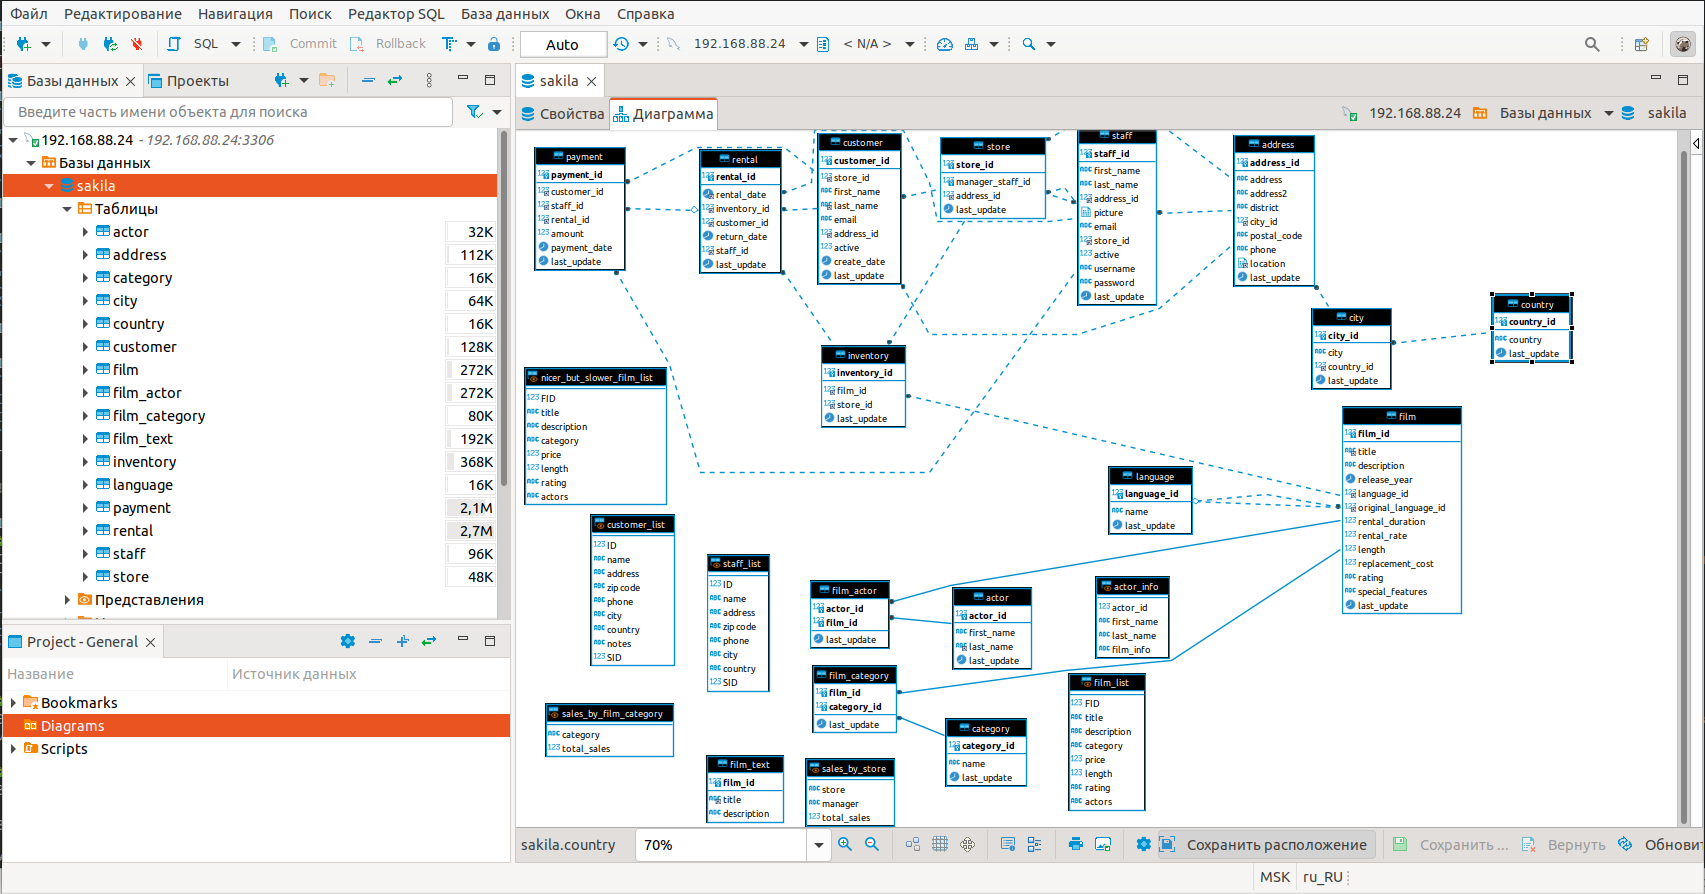 Файл Редактирование Навигация Поиск Редактор SQL База данных Окна Справка
SQL Commit Rollback Auto 192.168.88.24 < N/A >
Базы данных Проекты
Введите часть имени объекта для поиска
192.168.88.24 - 192.168.88.24:3306
Базы данных
sakila
Таблицы
actor 32K
address 112K
category 16K
city 64K
country 16K
customer 128K
film 272K
film_actor 272K
film_category 80K
film_text 192K
inventory 368K
language 16K
payment 2,1M
rental 2,7M
staff 96K
store 48K
Представления
Project - General
Название Источник данных
Bookmarks
Diagrams
Scripts
sakila
Свойства Диаграмма
192.168.88.24 Базы данных sakila
payment
payment_id
customer_id
staff_id
rental_id
amount
payment_date
last_update
rental
rental_id
rental_date
inventory_id
customer_id
return_date
staff_id
last_update
customer
customer_id
store_id
first_name
last_name
email
address_id
active
create_date
last_update
store
store_id
manager_staff_id
address_id
last_update
staff
staff_id
first_name
last_name
address_id
picture
email
store_id
active
username
password
last_update
address
address_id
address
address2
district
city_id
postal_code
phone
location
last_update
city
city_id
city
country_id
last_update
country
country_id
country
last_update
inventory
inventory_id
film_id
store_id
last_update
nicer_but_slower_film_list
FID
title
description
category
price
length
rating
actors
film
film_id
title
description
release_year
language_id
original_language_id
rental_duration
rental_rate
length
replacement_cost
rating
special_features
last_update
language
language_id
name
last_update
customer_list
ID
name
address
zip code
phone
city
country
notes
SID
staff_list
ID
name
address
zip code
phone
city
country
SID
film_actor
actor_id
film_id
last_update
actor
actor_id
first_name
last_name
last_update
actor_info
actor_id
first_name
last_name
film_info
film_category
film_id
category_id
last_update
film_list
FID
title
description
category
price
length
rating
actors
sales_by_film_category
category
total_sales
category
category_id
name
last_update
film_text
film_id
title
description
sales_by_store
store
manager
total_sales
sakila.country 70% Сохранить расположение Сохранить ... Вернуть Обновит
MSK ru_RU